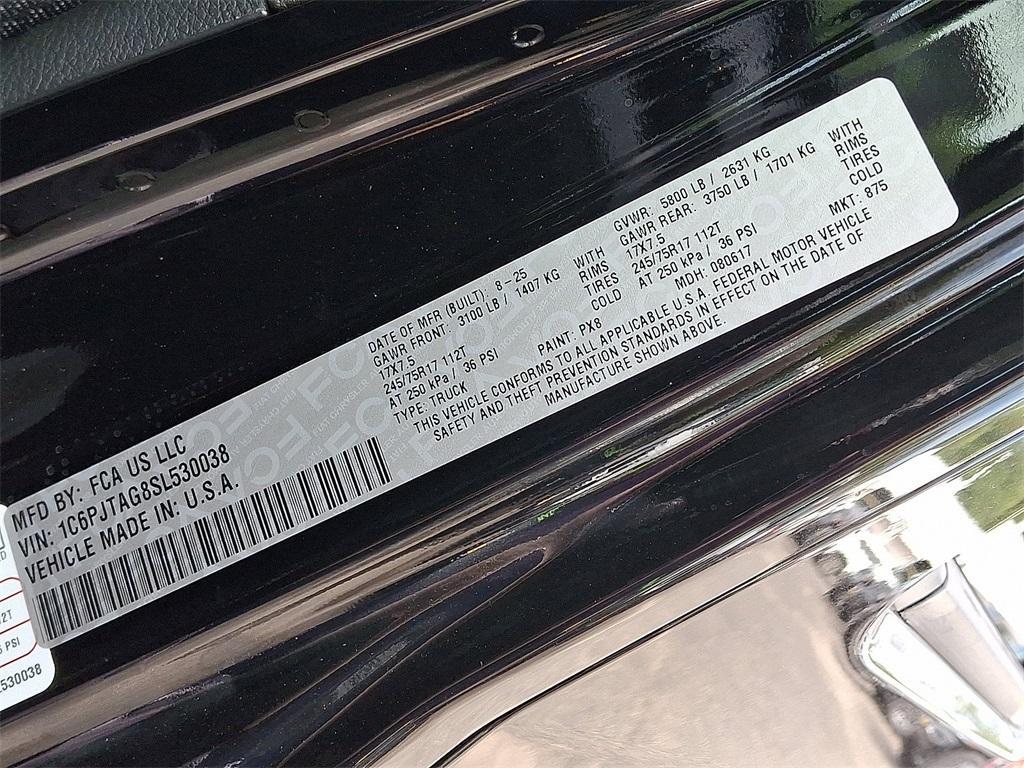 MFD BY: FCA US LLC
VIN: 1C6PJTAG8SL530038
VEHICLE MADE IN: U.S.A.
DATE OF MFR (BUILT): 8-25 GVWR: 5800 LB / 2631 KG
GAWR FRONT: 3100 LB / 1407 KG WITH GAWR REAR: 3750 LB / 1701 KG WITH
17X7.5 RIMS 17X7.5 RIMS
245/75R17 112T TIRES 245/75R17 112T TIRES
AT 250 kPa / 36 PSI COLD AT 250 kPa / 36 PSI COLD
TYPE: TRUCK PAINT: PX8 MDH: 080617 MKT: 875
THIS VEHICLE CONFORMS TO ALL APPLICABLE U.S.A. FEDERAL MOTOR VEHICLE
SAFETY AND THEFT PREVENTION STANDARDS IN EFFECT ON THE DATE OF
MANUFACTURE SHOWN ABOVE.
2T
PSI
530038